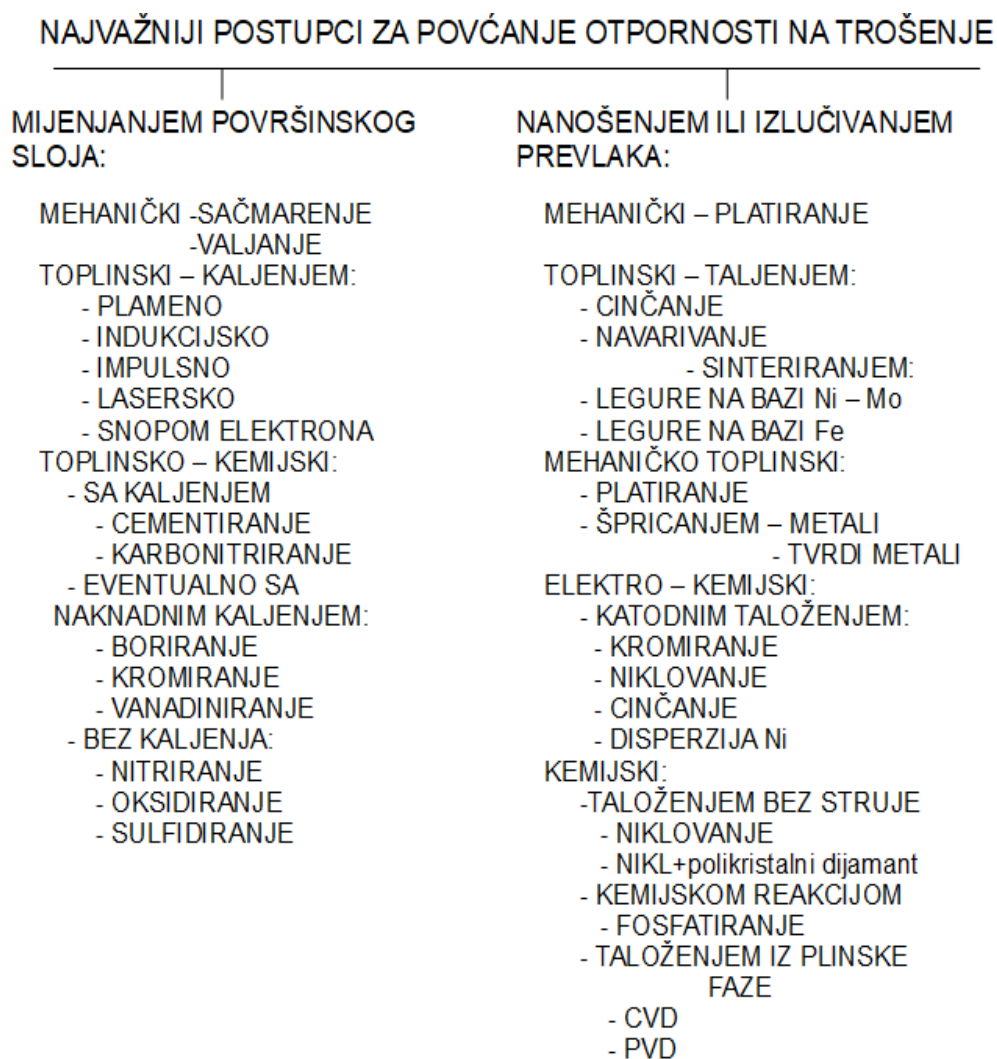 NAJVAŽNIJI POSTUPCI ZA POVĆANJE OTPORNOSTI NA TROŠENJE
MIJENJANJEM POVRŠINSKOG
SLOJA:
MEHANIČKI -SAČMARENJE
-VALJANJE
TOPLINSKI – KALJENJEM:
- PLAMENO
- INDUKCIJSKO
- IMPULSNO
- LASERSKO
- SNOPOM ELEKTRONA
TOPLINSKO – KEMIJSKI:
- SA KALJENJEM
- CEMENTIRANJE
- KARBONITRIRANJE
- EVENTUALNO SA
NAKNADNIM KALJENJEM:
- BORIRANJE
- KROMIRANJE
- VANADINIRANJE
- BEZ KALJENJA:
- NITRIRANJE
- OKSIDIRANJE
- SULFIDIRANJE
NANOŠENJEM ILI IZLUČIVANJEM
PREVLAKA:
MEHANIČKI – PLATIRANJE
TOPLINSKI – TALJENJEM:
- CINČANJE
- NAVARIVANJE
- SINTERIRANJEM:
- LEGURE NA BAZI Ni – Mo
- LEGURE NA BAZI Fe
MEHANIČKO TOPLINSKI:
- PLATIRANJE
- ŠPRICANJEM – METALI
- TVRDI METALI
ELEKTRO – KEMIJSKI:
- KATODNIM TALOŽENJEM:
- KROMIRANJE
- NIKLOVANJE
- CINČANJE
- DISPERZIJA Ni
KEMIJSKI:
-TALOŽENJEM BEZ STRUJE
- NIKLOVANJE
- NIKL+polikristalni dijamant
- KEMIJSKOM REAKCIJOM
- FOSFATIRANJE
- TALOŽENJEM IZ PLINSKE
FAZE
- CVD
- PVD